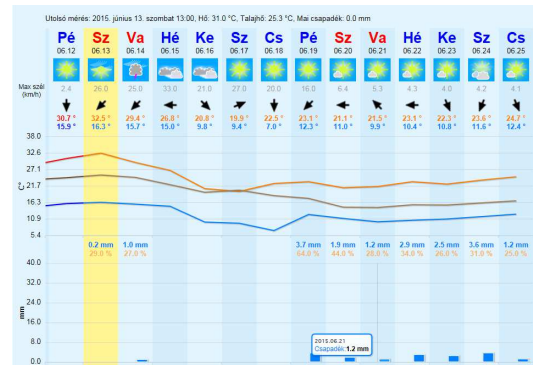 Utolsó mérés: 2015. június 13. szombat 13:00, Hő: 31.0 °C, Talajhő: 25.3 °C, Mai csapadék: 0.0 mm
Pé Sz Va Hé Ke Sz Cs Pé Sz Va Hé Ke Sz Cs
06.12 06.13 06.14 06.15 06.16 06.17 06.18 06.19 06.20 06.21 06.22 06.23 06.24 06.25
Max szél
(km/h)
2.4 26.0 25.0 33.0 21.0 27.0 20.0 16.0 6.4 5.3 4.3 4.0 4.2 4.1
30.7 ° 32.5 ° 29.4 ° 26.8 ° 20.8 ° 19.9 ° 22.5 ° 23.1 ° 21.1 ° 21.5 ° 23.1 ° 22.3 ° 23.6 ° 24.7 °
15.9 ° 16.3 ° 15.7 ° 15.0 ° 9.8 ° 9.4 ° 7.0 ° 12.3 ° 11.0 ° 9.9 ° 10.4 ° 10.8 ° 11.6 ° 12.4 °
38.0
32.6
27.1
C°
21.7
16.3
10.9
5.4
0.2 mm 1.0 mm 3.7 mm 1.9 mm 1.2 mm 2.9 mm 2.5 mm 3.6 mm 1.2 mm
29.0 % 27.0 % 64.0 % 44.0 % 28.0 % 34.0 % 26.0 % 31.0 % 25.0 %
40.0
32.0
24.0
mm
16.0
8.0
0.0
2015.06.21
Csapadék: 1.2 mm